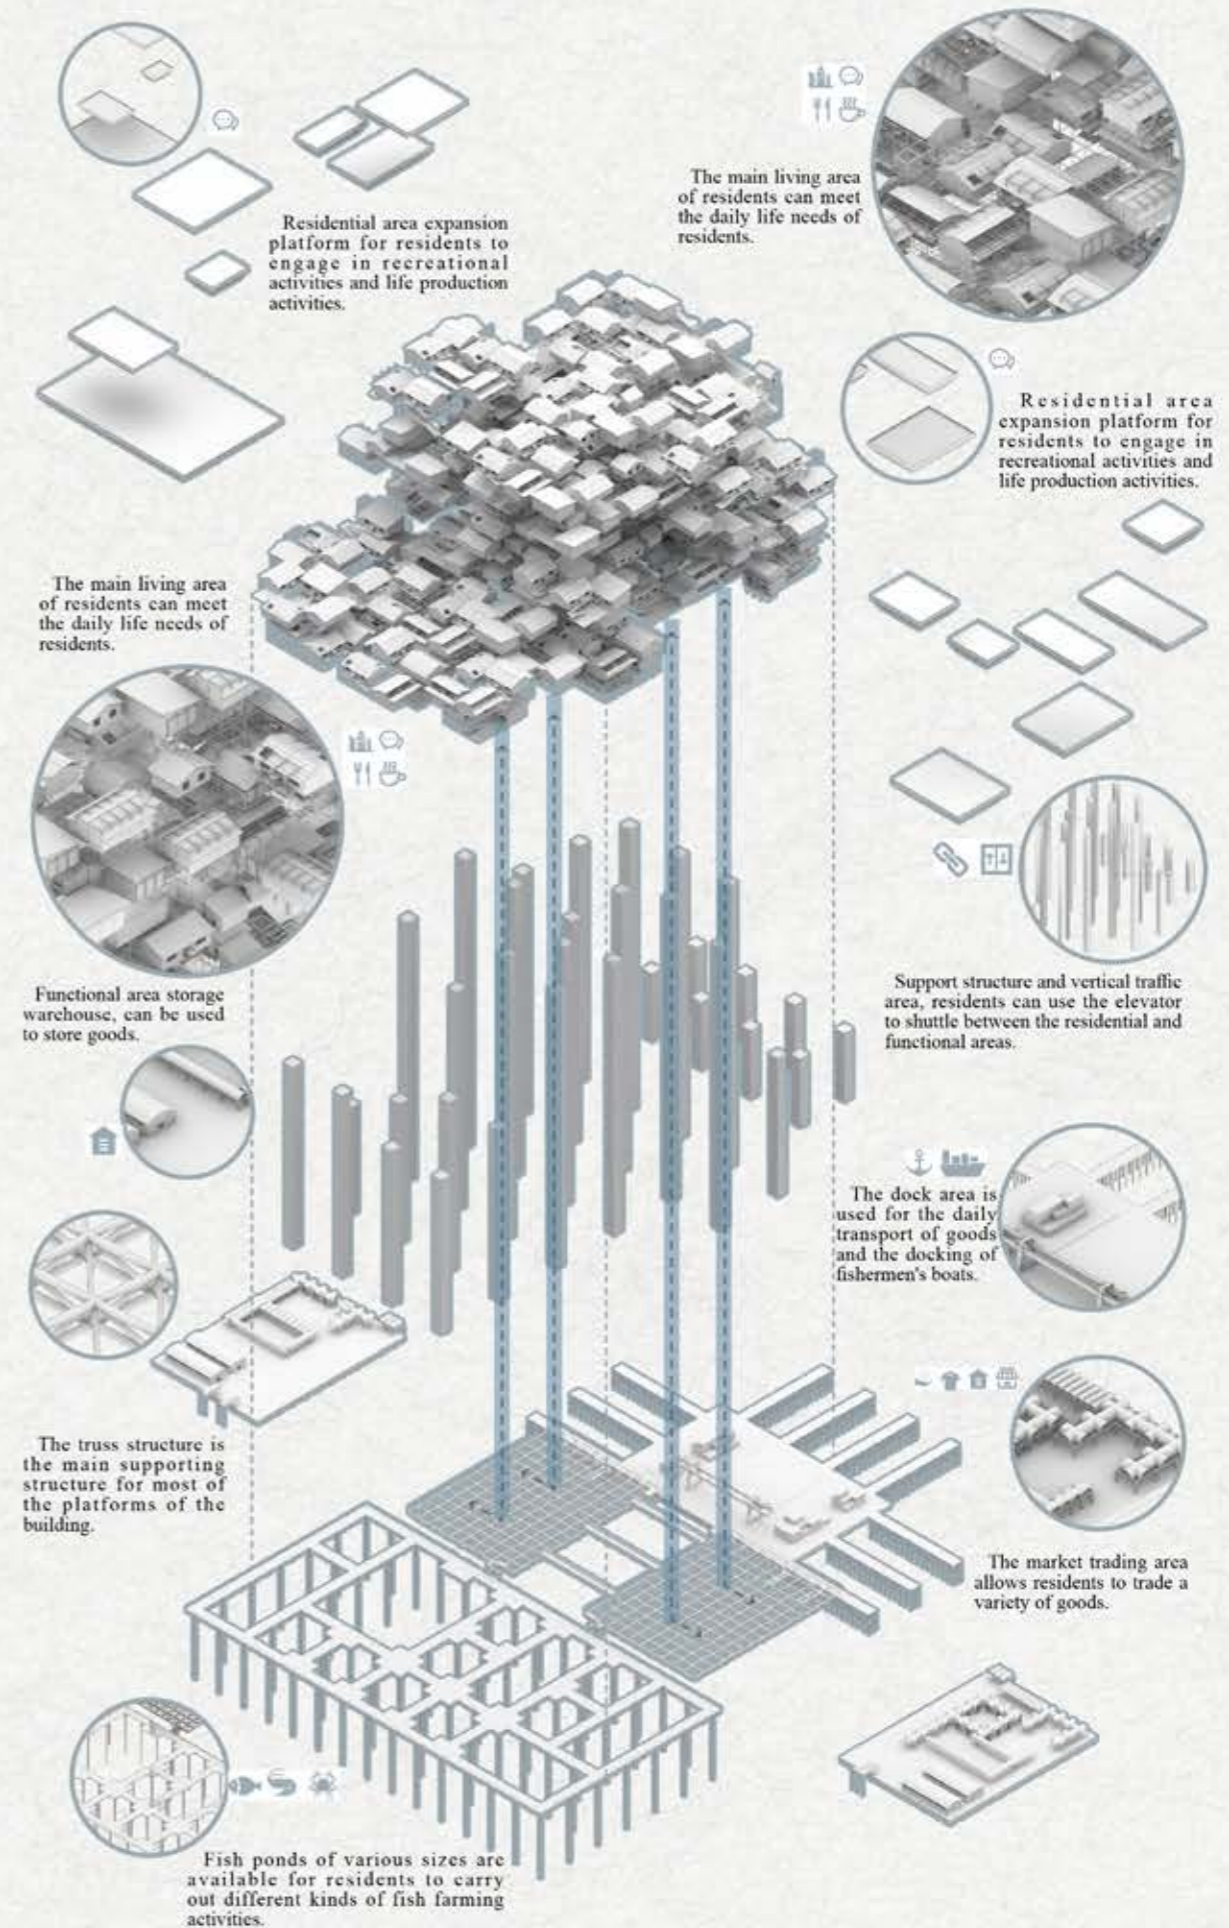 Residential area expansion
platform for residents to
engage in recreational
activities and life production
activities.
The main living area
of residents can meet
the daily life needs of
residents.
Residential area
expansion platform for
residents to engage in
recreational activities and
life production activities.
The main living area
of residents can meet
the daily life needs of
residents.
Functional area storage
warehouse, can be used
to store goods.
Support structure and vertical traffic
area, residents can use the elevator
to shuttle between the residential and
functional areas.
The dock area is
used for the daily
transport of goods
and the docking of
fishermen's boats.
The truss structure is
the main supporting
structure for most of
the platforms of the
building.
The market trading area
allows residents to trade a
variety of goods.
Fish ponds of various sizes are
available for residents to carry
out different kinds of fish farming
activities.